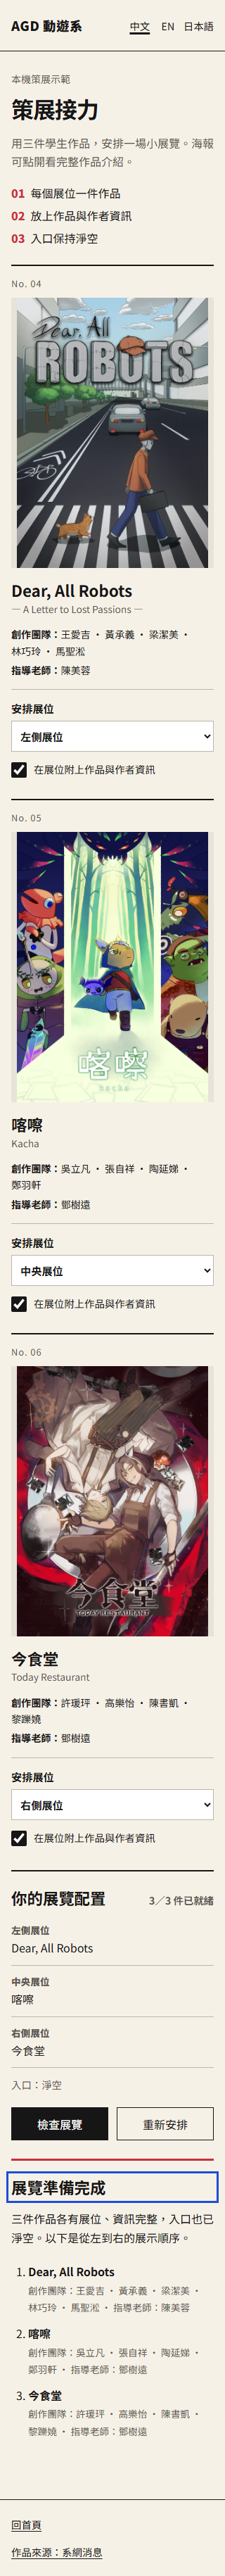 AGD 動遊系
中文 EN 日本語
本機策展示範
策展接力
用三件學生作品，安排一場小展覽。海報
可點開看完整作品介紹。
01 每個展位一件作品
02 放上作品與作者資訊
03 入口保持淨空
No. 04
Dear, All
ROBOTS
Dear, All Robots
— A Letter to Lost Passions —
創作團隊：王愛吉 ・ 黃承義 ・ 梁潔美 ・
林巧玲 ・ 馬聖淞
指導老師：陳美蓉
安排展位
左側展位
在展位附上作品與作者資訊
No. 05
喀嚓
kacha
喀嚓
Kacha
創作團隊：吳立凡 ・ 張自祥 ・ 陶延娣 ・
鄭羽軒
指導老師：鄧樹遠
安排展位
中央展位
在展位附上作品與作者資訊
No. 06
今食堂
TODAY RESTAURANT
今食堂
Today Restaurant
創作團隊：許瑷玶 ・ 高樂怡 ・ 陳書凱 ・
黎躒嬈
指導老師：鄧樹遠
安排展位
右側展位
在展位附上作品與作者資訊
你的展覽配置 3／3 件已就緒
左側展位
Dear, All Robots
中央展位
喀嚓
右側展位
今食堂
入口：淨空
檢查展覽 重新安排
展覽準備完成
三件作品各有展位、資訊完整，入口也已
淨空。以下是從左到右的展示順序。
1. Dear, All Robots
創作團隊：王愛吉 ・ 黃承義 ・ 梁潔美 ・
林巧玲 ・ 馬聖淞 ・ 指導老師：陳美蓉
2. 喀嚓
創作團隊：吳立凡 ・ 張自祥 ・ 陶延娣 ・
鄭羽軒 ・ 指導老師：鄧樹遠
3. 今食堂
創作團隊：許瑷玶 ・ 高樂怡 ・ 陳書凱 ・
黎躒嬈 ・ 指導老師：鄧樹遠
回首頁
作品來源：系網消息